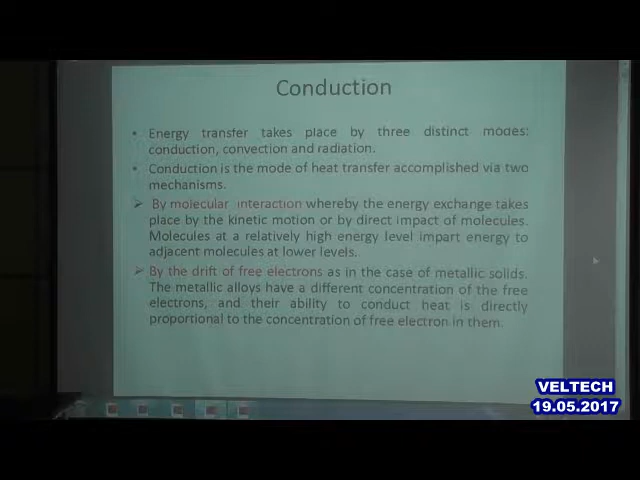 Conduction
• Energy transfer takes place by three distinct modes:
conduction, convection and radiation.
• Conduction is the mode of heat transfer accomplished via two
mechanisms.
➢ By molecular interaction whereby the energy exchange takes
place by the kinetic motion or by direct impact of molecules.
Molecules at a relatively high energy level impart energy to
adjacent molecules at lower levels.
➢ By the drift of free electrons as in the case of metallic solids.
The metallic alloys have a different concentration of the free
electrons, and their ability to conduct heat is directly
proportional to the concentration of free electron in them.
VELTECH
19.05.2017